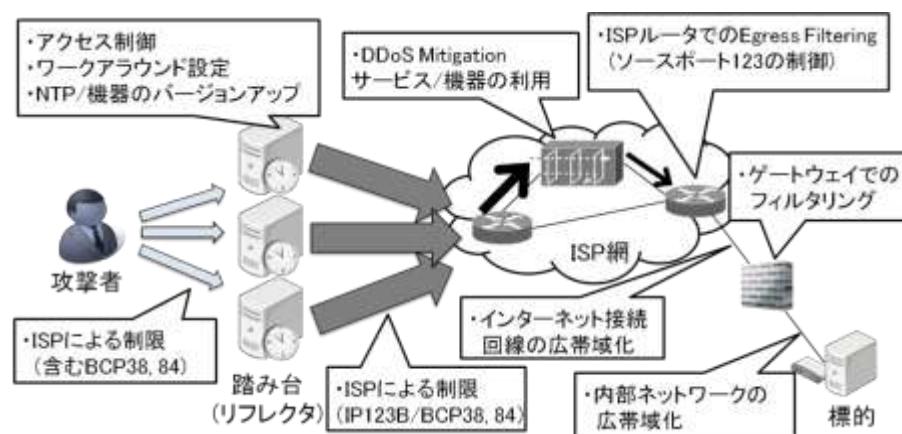 ・アクセス制御
・ワークアラウンド設定
・NTP/機器のバージョンアップ
・DDoS Mitigation
サービス/機器の利用
・ISPルータでのEgress Filtering
(ソースポート123の制御)
・ゲートウェイでの
フィルタリング
攻撃者
ISP網
・ISPによる制限
(含むBCP38, 84)
踏み台
(リフレクタ)
・ISPによる制限
(IP123B/BCP38, 84)
・インターネット接続
回線の広帯域化
・内部ネットワークの
広帯域化
標的